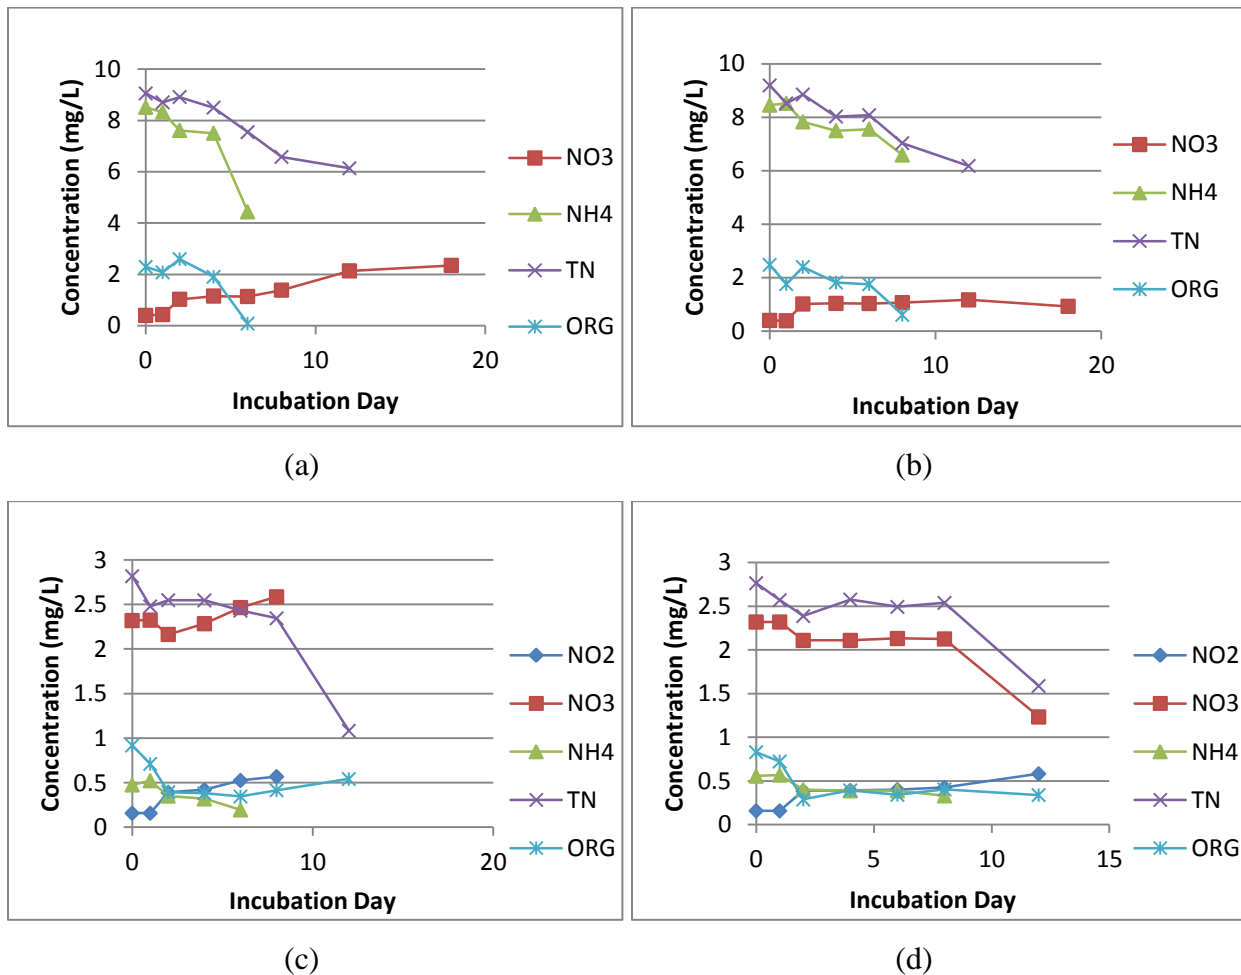 Concentration (mg/L)
10
8
6
4
2
0
0 10 20
Incubation Day
NO3
NH4
TN
ORG
(a)
Concentration (mg/L)
10
8
6
4
2
0
0 10 20
Incubation Day
NO3
NH4
TN
ORG
(b)
Concentration (mg/L)
3
2.5
2
1.5
1
0.5
0
0 10 20
Incubation Day
NO2
NO3
NH4
TN
ORG
(c)
Concentration (mg/L)
3
2.5
2
1.5
1
0.5
0
0 5 10 15
Incubation Day
NO2
NO3
NH4
TN
ORG
(d)